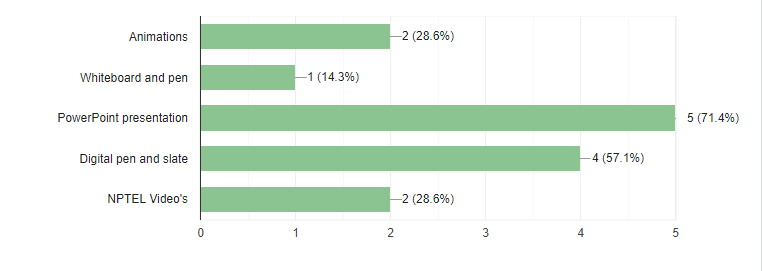 Animations 2 (28.6%)
Whiteboard and pen 1 (14.3%)
PowerPoint presentation 5 (71.4%)
Digital pen and slate 4 (57.1%)
NPTEL Video's 2 (28.6%)
0 1 2 3 4 5